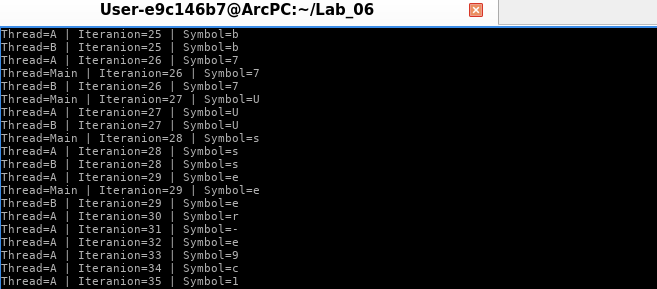 User-e9c146b7@ArcPC:~/Lab_06
Thread=A | Iteranion=25 | Symbol=b
Thread=B | Iteranion=25 | Symbol=b
Thread=A | Iteranion=26 | Symbol=7
Thread=Main | Iteranion=26 | Symbol=7
Thread=B | Iteranion=26 | Symbol=7
Thread=Main | Iteranion=27 | Symbol=U
Thread=A | Iteranion=27 | Symbol=U
Thread=B | Iteranion=27 | Symbol=U
Thread=Main | Iteranion=28 | Symbol=s
Thread=A | Iteranion=28 | Symbol=s
Thread=B | Iteranion=28 | Symbol=s
Thread=A | Iteranion=29 | Symbol=e
Thread=Main | Iteranion=29 | Symbol=e
Thread=B | Iteranion=29 | Symbol=e
Thread=A | Iteranion=30 | Symbol=r
Thread=A | Iteranion=31 | Symbol=-
Thread=A | Iteranion=32 | Symbol=e
Thread=A | Iteranion=33 | Symbol=9
Thread=A | Iteranion=34 | Symbol=c
Thread=A | Iteranion=35 | Symbol=1